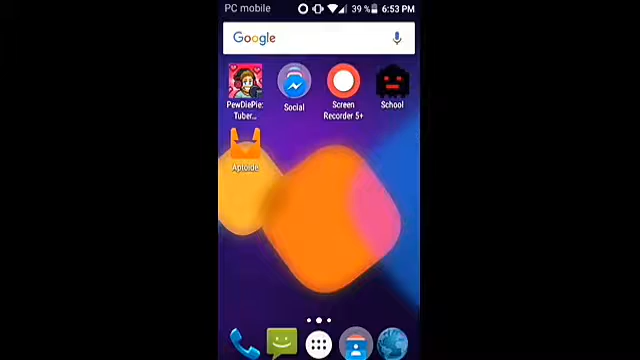 PC mobile
39 %
6:53 PM
Google
PewDiePie:
Tuber...
Social
Screen
Recorder 5+
School
Aptoide